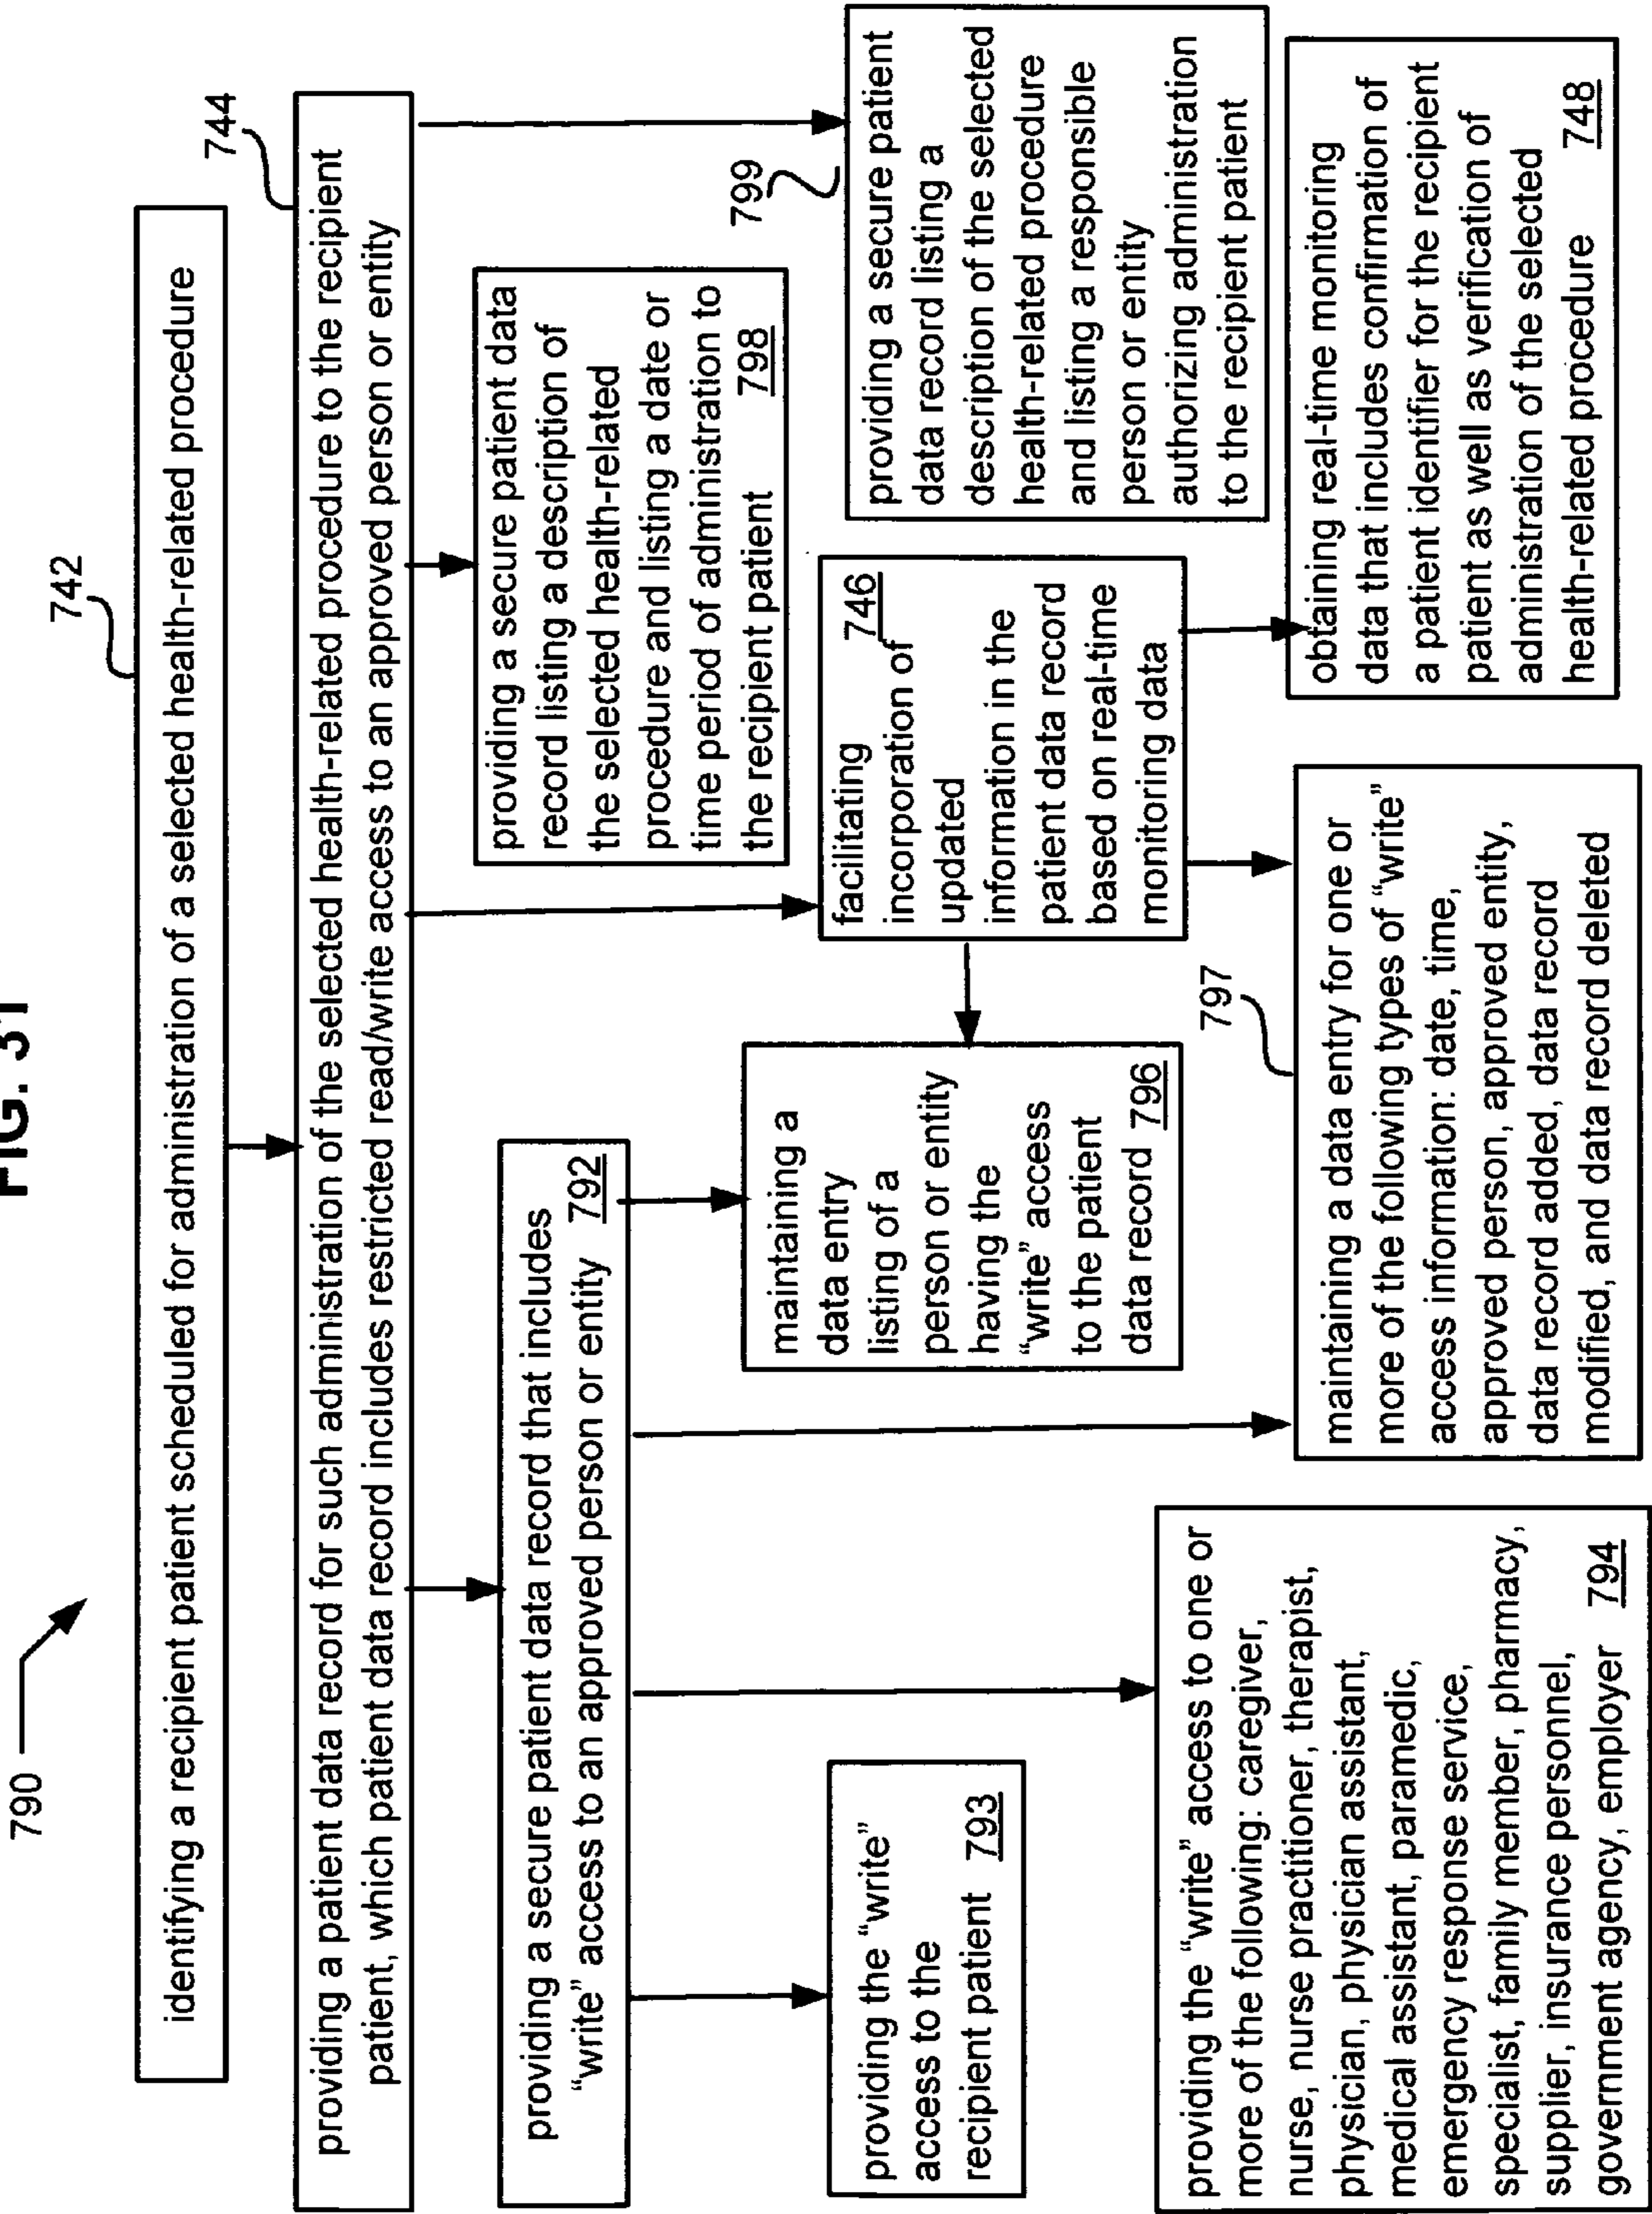 FIG. 31
790
742
identifying a recipient patient scheduled for administration of a selected health-related procedure
744
providing a patient data record for such administration of the selected health-related procedure to the recipient
patient, which patient data record includes restricted read/write access to an approved person or entity
providing a secure patient data record that includes
“write” access to an approved person or entity 792
providing a secure patient data
record listing a description of
the selected health-related
procedure and listing a date or
time period of administration to
the recipient patient 798
799
providing a secure patient
data record listing a
description of the selected
health-related procedure
and listing a responsible
person or entity
authorizing administration
to the recipient patient
providing the “write”
access to the
recipient patient 793
maintaining a
data entry
listing of a
person or entity
having the
“write” access
to the patient
data record 796
facilitating 746
incorporation of
updated
information in the
patient data record
based on real-time
monitoring data
providing the “write” access to one or
more of the following: caregiver,
nurse, nurse practitioner, therapist,
physician, physician assistant,
medical assistant, paramedic,
emergency response service,
specialist, family member, pharmacy,
supplier, insurance personnel,
government agency, employer 794
797
maintaining a data entry for one or
more of the following types of “write”
access information: date, time,
approved person, approved entity,
data record added, data record
modified, and data record deleted
obtaining real-time monitoring
data that includes confirmation of
a patient identifier for the recipient
patient as well as verification of
administration of the selected
health-related procedure 748